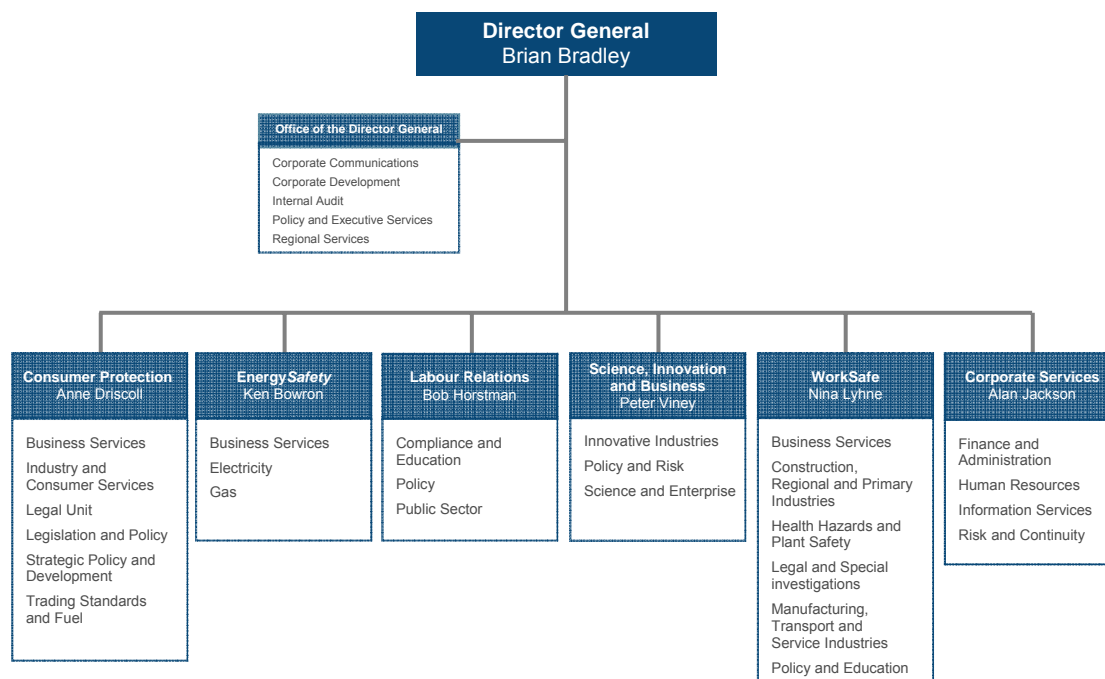 Director General
Brian Bradley
Office of the Director General
Corporate Communications
Corporate Development
Internal Audit
Policy and Executive Services
Regional Services
Consumer Protection
Anne Driscoll
Business Services
Industry and
Consumer Services
Legal Unit
Legislation and Policy
Strategic Policy and
Development
Trading Standards
and Fuel
EnergySafety
Ken Bowron
Business Services
Electricity
Gas
Labour Relations
Bob Horstman
Compliance and
Education
Policy
Public Sector
Science, Innovation
and Business
Peter Viney
Innovative Industries
Policy and Risk
Science and Enterprise
WorkSafe
Nina Lyhne
Business Services
Construction,
Regional and Primary
Industries
Health Hazards and
Plant Safety
Legal and Special
investigations
Manufacturing,
Transport and
Service Industries
Policy and Education
Corporate Services
Alan Jackson
Finance and
Administration
Human Resources
Information Services
Risk and Continuity